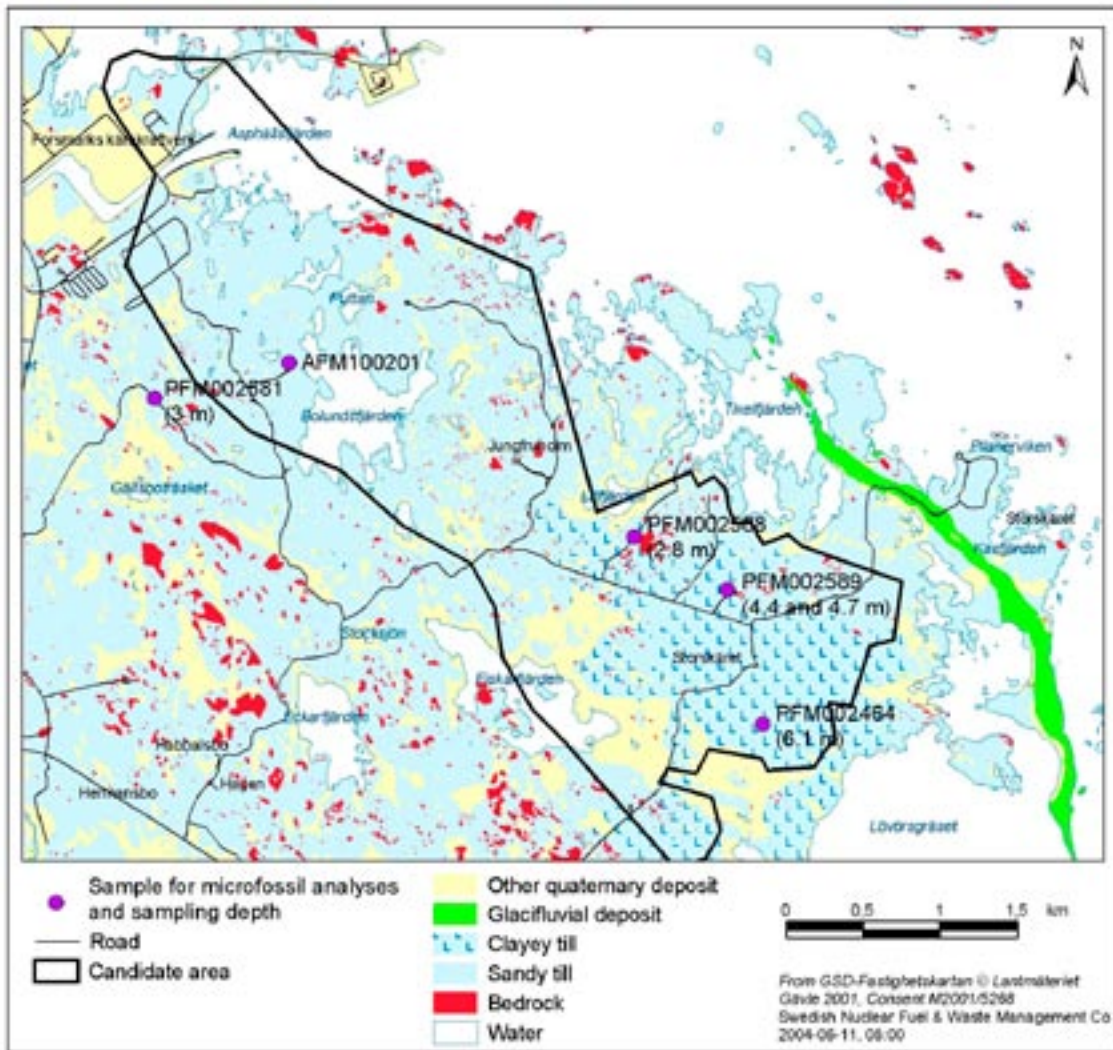 N
Asphällsfjärden
Forsmarks kärnkraftverk
Puttan
AFM100201
PFM002581
(3 m)
Bolundsfjärden
Tixelfjärden
Jungfruholm
Gällsboträsket
PFM002588
(2.8 m)
Storskäret
PFM002589
(4.4 and 4.7 m)
Stocksjön
Storskäret
Fiskarfjärden
PFM002464
(6.1 m)
Eckarfjärden
Habbalsbo
Hagen
Hermansbo
Lövörsgräset
Sample for microfossil analyses
and sampling depth
Road
Candidate area
Other quaternary deposit
Glacifluvial deposit
Clayey till
Sandy till
Bedrock
Water
0 0,5 1 1,5 km
From GSD-Fastighetskartan © Lantmäteriet
Gävle 2001, Consent M2001/5268
Swedish Nuclear Fuel & Waste Management Co
2004-06-11, 08:00